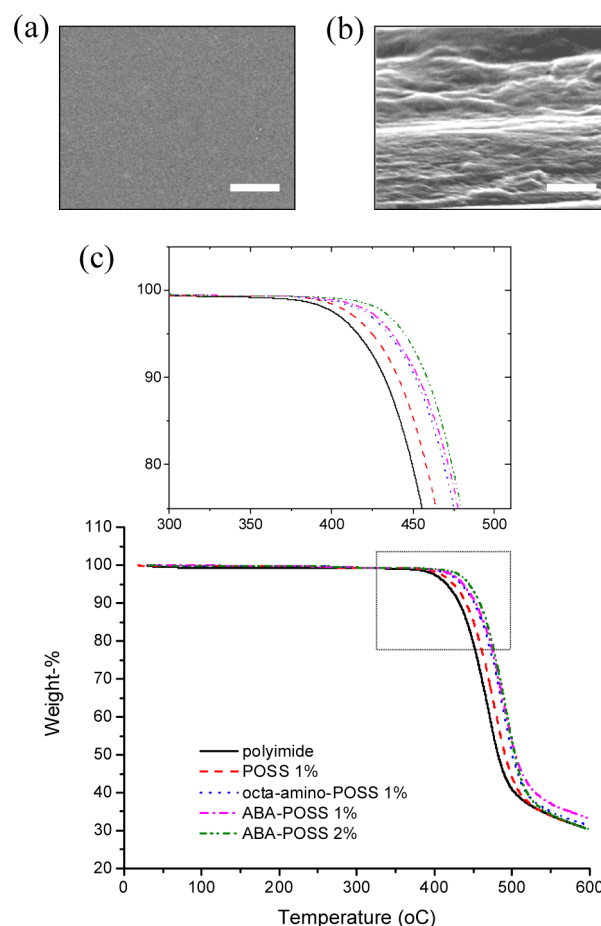 (a)
(b)
(c)
100
90
80
300 350 400 450 500
110
100
90
80
70
60
50
40
30
20
Weight-%
polyimide
POSS 1%
octa-amino-POSS 1%
ABA-POSS 1%
ABA-POSS 2%
0 100 200 300 400 500 600
Temperature (oC)